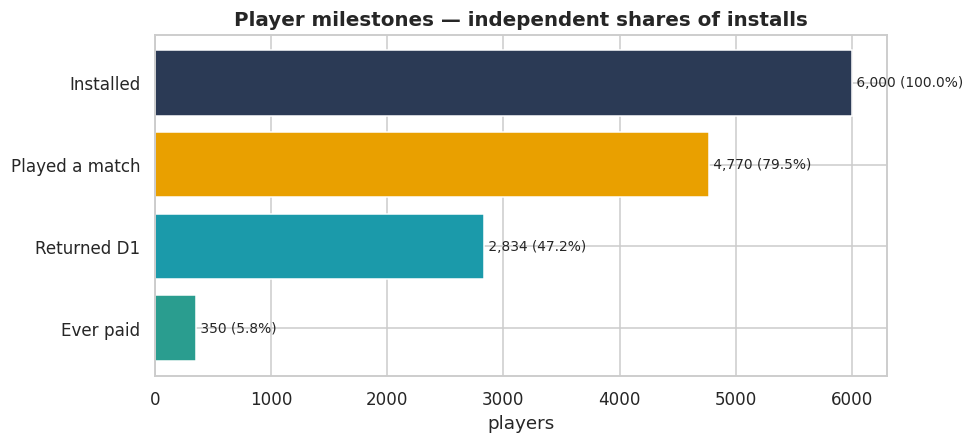 Player milestones — independent shares of installs
Installed
6,000 (100.0%)
Played a match
4,770 (79.5%)
Returned D1
2,834 (47.2%)
Ever paid
350 (5.8%)
0 1000 2000 3000 4000 5000 6000
players